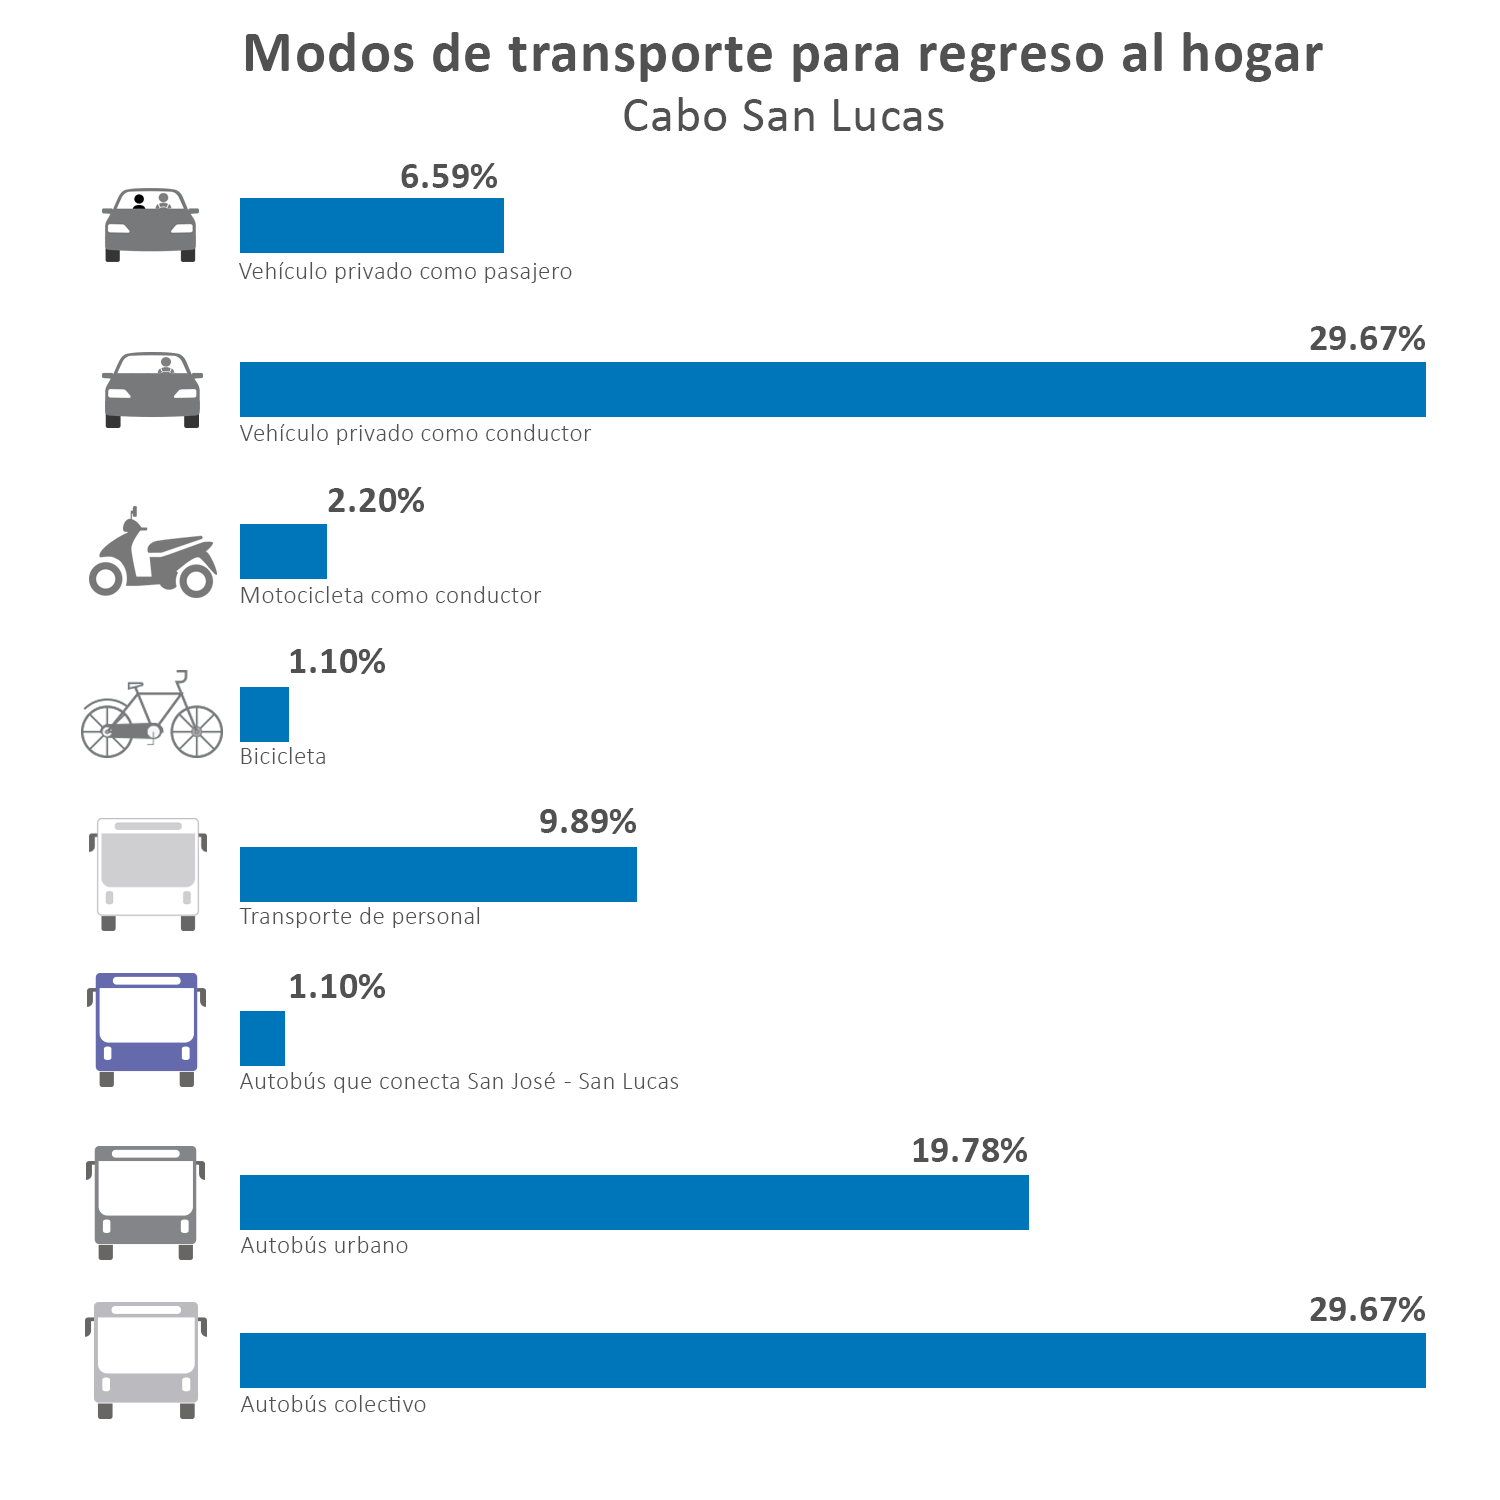 Modos de transporte para regreso al hogar
Cabo San Lucas
6.59%
Vehículo privado como pasajero
29.67%
Vehículo privado como conductor
2.20%
Motocicleta como conductor
1.10%
Bicicleta
9.89%
Transporte de personal
1.10%
Autobús que conecta San José - San Lucas
19.78%
Autobús urbano
29.67%
Autobús colectivo